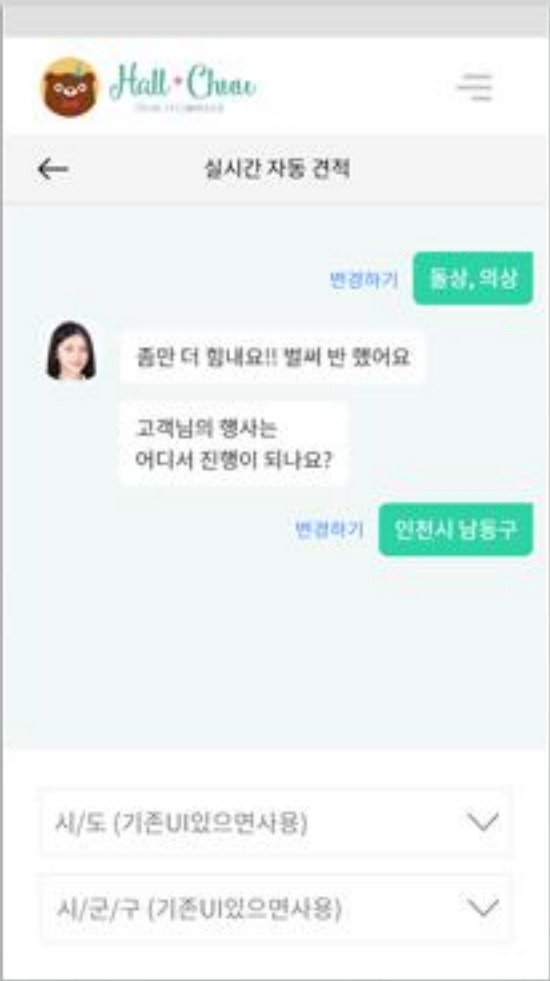 실시간 자동 견적
변경하기 돌상, 의상
좀만 더 힘내요!! 벌써 반 했어요
고객님의 행사는
어디서 진행이 되나요?
변경하기 인천시 남동구
시/도 (기존UI있으면사용)
시/군/구 (기존UI있으면사용)